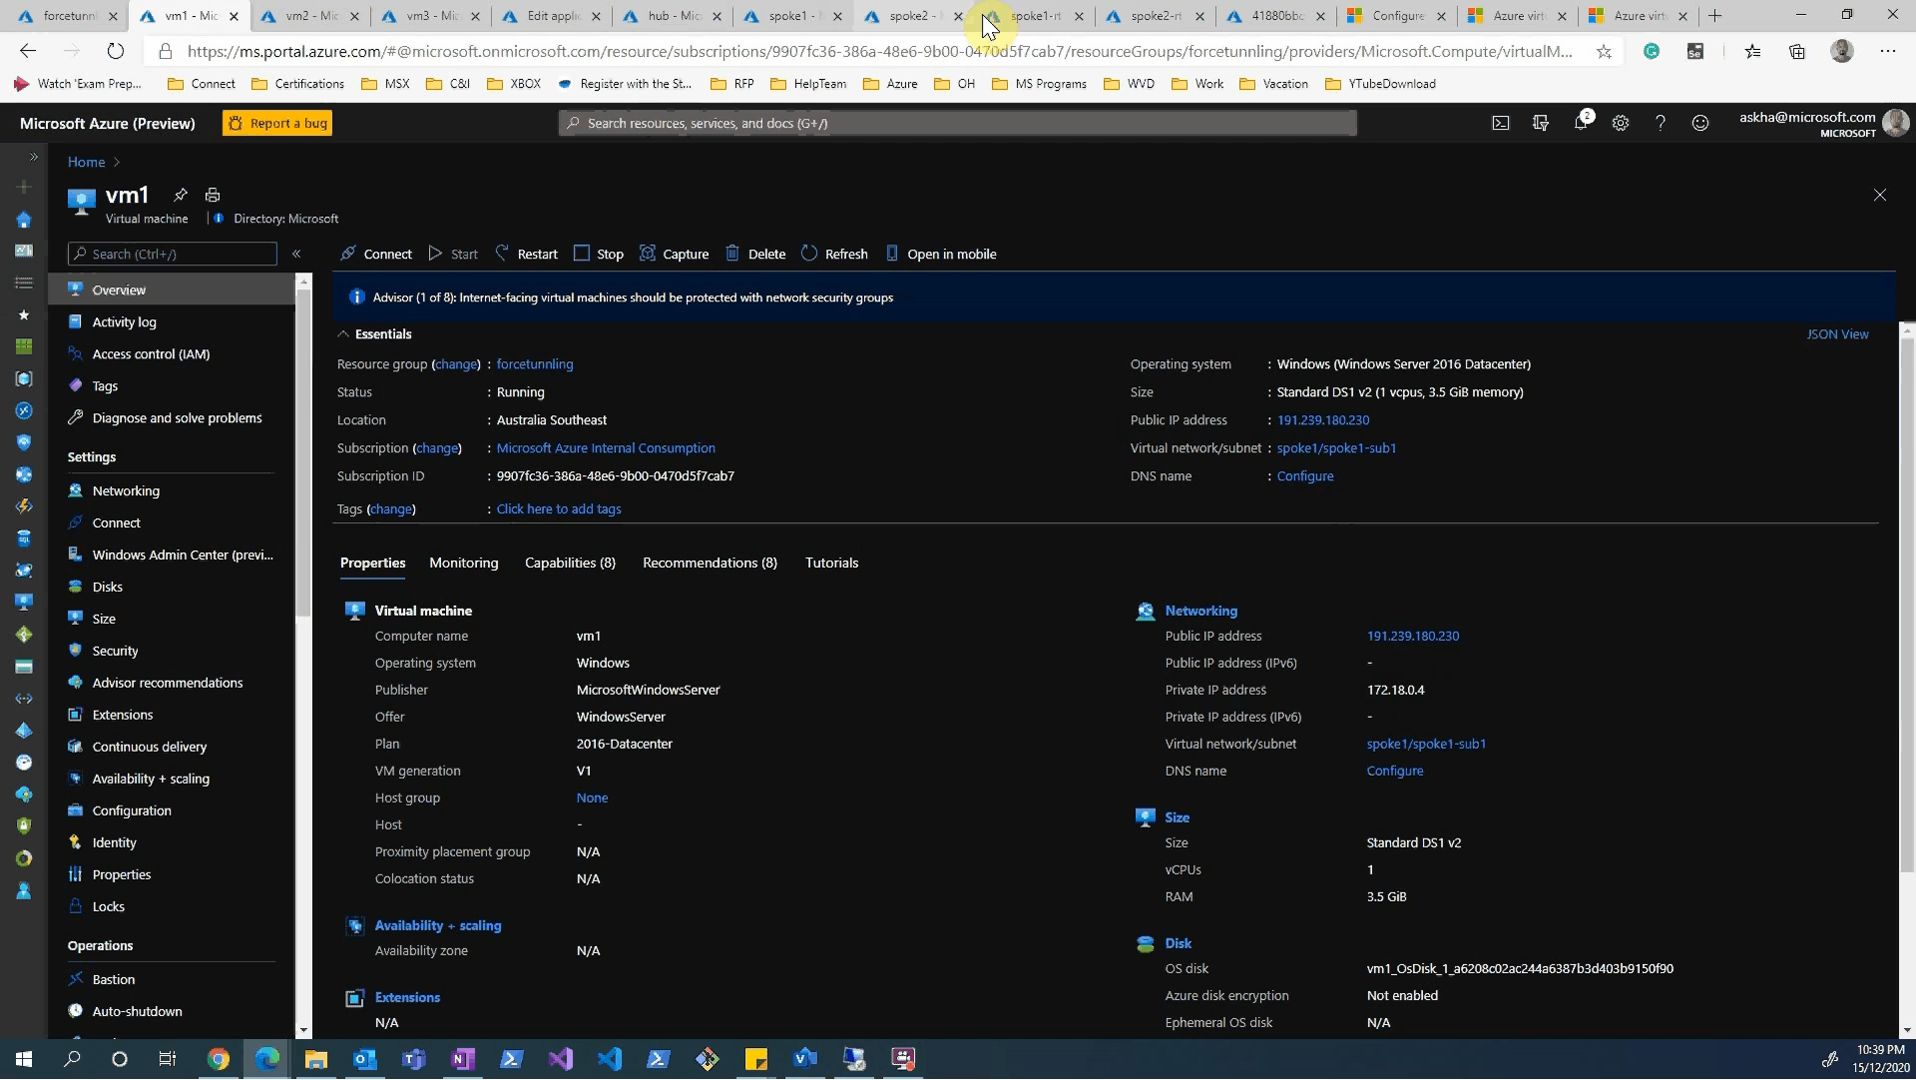 forcetunnli
vm1 - Mic
vm2 - Mic
vm3 - Mic
Edit applic
hub - Mic
spoke1 -
spoke2 -
spoke1-rt
spoke2-rt
41880bbc
Configure
Azure virt
Azure virt
https://ms.portal.azure.com/#@microsoft.onmicrosoft.com/resource/subscriptions/9907fc36-386a-48e6-9b00-0470d5f7cab7/resourceGroups/forcetunnling/providers/Microsoft.Compute/virtualM...
Watch 'Exam Prep...
Connect
Certifications
MSX
C&I
XBOX
Register with the St...
RFP
HelpTeam
Azure
OH
MS Programs
WVD
Work
Vacation
YTubeDownload
Microsoft Azure (Preview)
Report a bug
Search resources, services, and docs (G+/)
2
askha@microsoft.com
MICROSOFT
Home >
vm1
Virtual machine
Directory: Microsoft
Search (Ctrl+/)
Connect
Start
Restart
Stop
Capture
Delete
Refresh
Open in mobile
Overview
Activity log
Access control (IAM)
Tags
Diagnose and solve problems
Settings
Networking
Connect
Windows Admin Center (previ...
Disks
Size
Security
Advisor recommendations
Extensions
Continuous delivery
Availability + scaling
Configuration
Identity
Properties
Locks
Operations
Bastion
Auto-shutdown
Advisor (1 of 8): Internet-facing virtual machines should be protected with network security groups
Essentials
JSON View
Resource group (change) : forcetunnling
Status : Running
Location : Australia Southeast
Subscription (change) : Microsoft Azure Internal Consumption
Subscription ID : 9907fc36-386a-48e6-9b00-0470d5f7cab7
Operating system : Windows (Windows Server 2016 Datacenter)
Size : Standard DS1 v2 (1 vcpus, 3.5 GiB memory)
Public IP address : 191.239.180.230
Virtual network/subnet : spoke1/spoke1-sub1
DNS name : Configure
Tags (change) : Click here to add tags
Properties
Monitoring
Capabilities (8)
Recommendations (8)
Tutorials
Virtual machine
Computer name vm1
Operating system Windows
Publisher MicrosoftWindowsServer
Offer WindowsServer
Plan 2016-Datacenter
VM generation V1
Host group None
Host -
Proximity placement group N/A
Colocation status N/A
Availability + scaling
Availability zone N/A
Extensions
N/A
Networking
Public IP address 191.239.180.230
Public IP address (IPv6) -
Private IP address 172.18.0.4
Private IP address (IPv6) -
Virtual network/subnet spoke1/spoke1-sub1
DNS name Configure
Size
Size Standard DS1 v2
vCPUs 1
RAM 3.5 GiB
Disk
OS disk vm1_OsDisk_1_a6208c02ac244a6387b3d403b9150f90
Azure disk encryption Not enabled
Ephemeral OS disk N/A
10:39 PM
15/12/2020